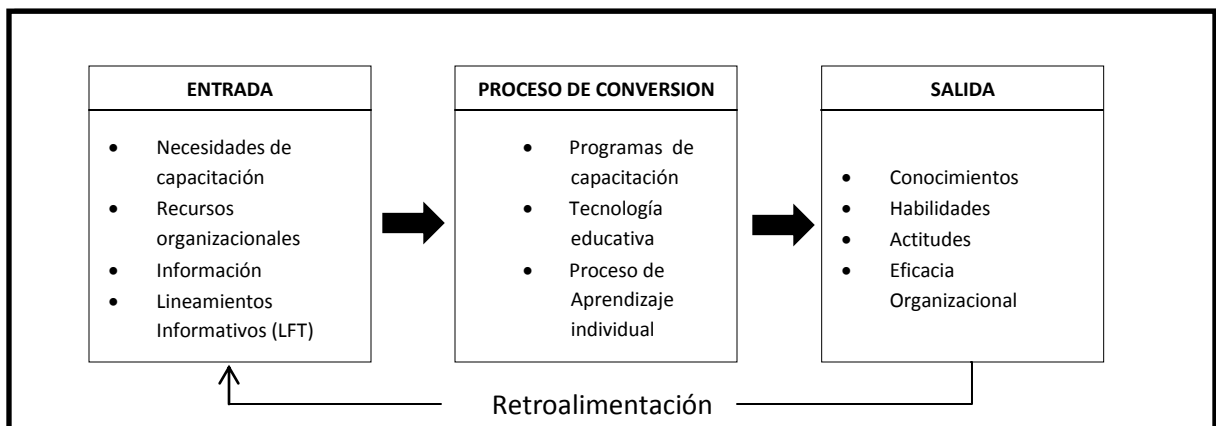 ENTRADA
Necesidades de
capacitación
Recursos
organizacionales
Información
Lineamientos
Informativos (LFT)
PROCESO DE CONVERSION
Programas de
capacitación
Tecnología
educativa
Proceso de
Aprendizaje
individual
SALIDA
Conocimientos
Habilidades
Actitudes
Eficacia
Organizacional
Retroalimentación